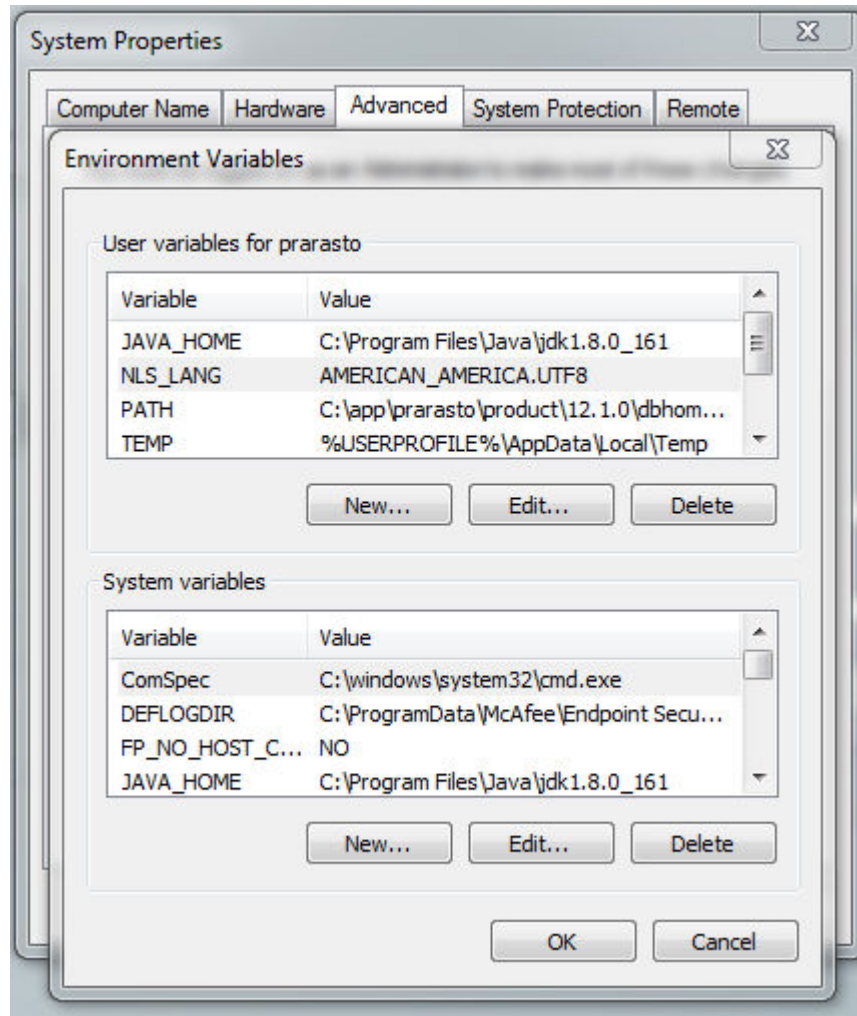 System Properties
Computer Name Hardware Advanced System Protection Remote
Environment Variables
User variables for prarasto
Variable Value
JAVA_HOME C:\Program Files\Java\jdk1.8.0_161
NLS_LANG AMERICAN_AMERICA.UTF8
PATH C:\app\prarasto\product\12.1.0\dbhom...
TEMP %USERPROFILE%\AppData\Local\Temp
New... Edit... Delete
System variables
Variable Value
ComSpec C:\windows\system32\cmd.exe
DEFLOGDIR C:\ProgramData\McAfee\Endpoint Secu...
FP_NO_HOST_C... NO
JAVA_HOME C:\Program Files\Java\jdk1.8.0_161
New... Edit... Delete
OK Cancel